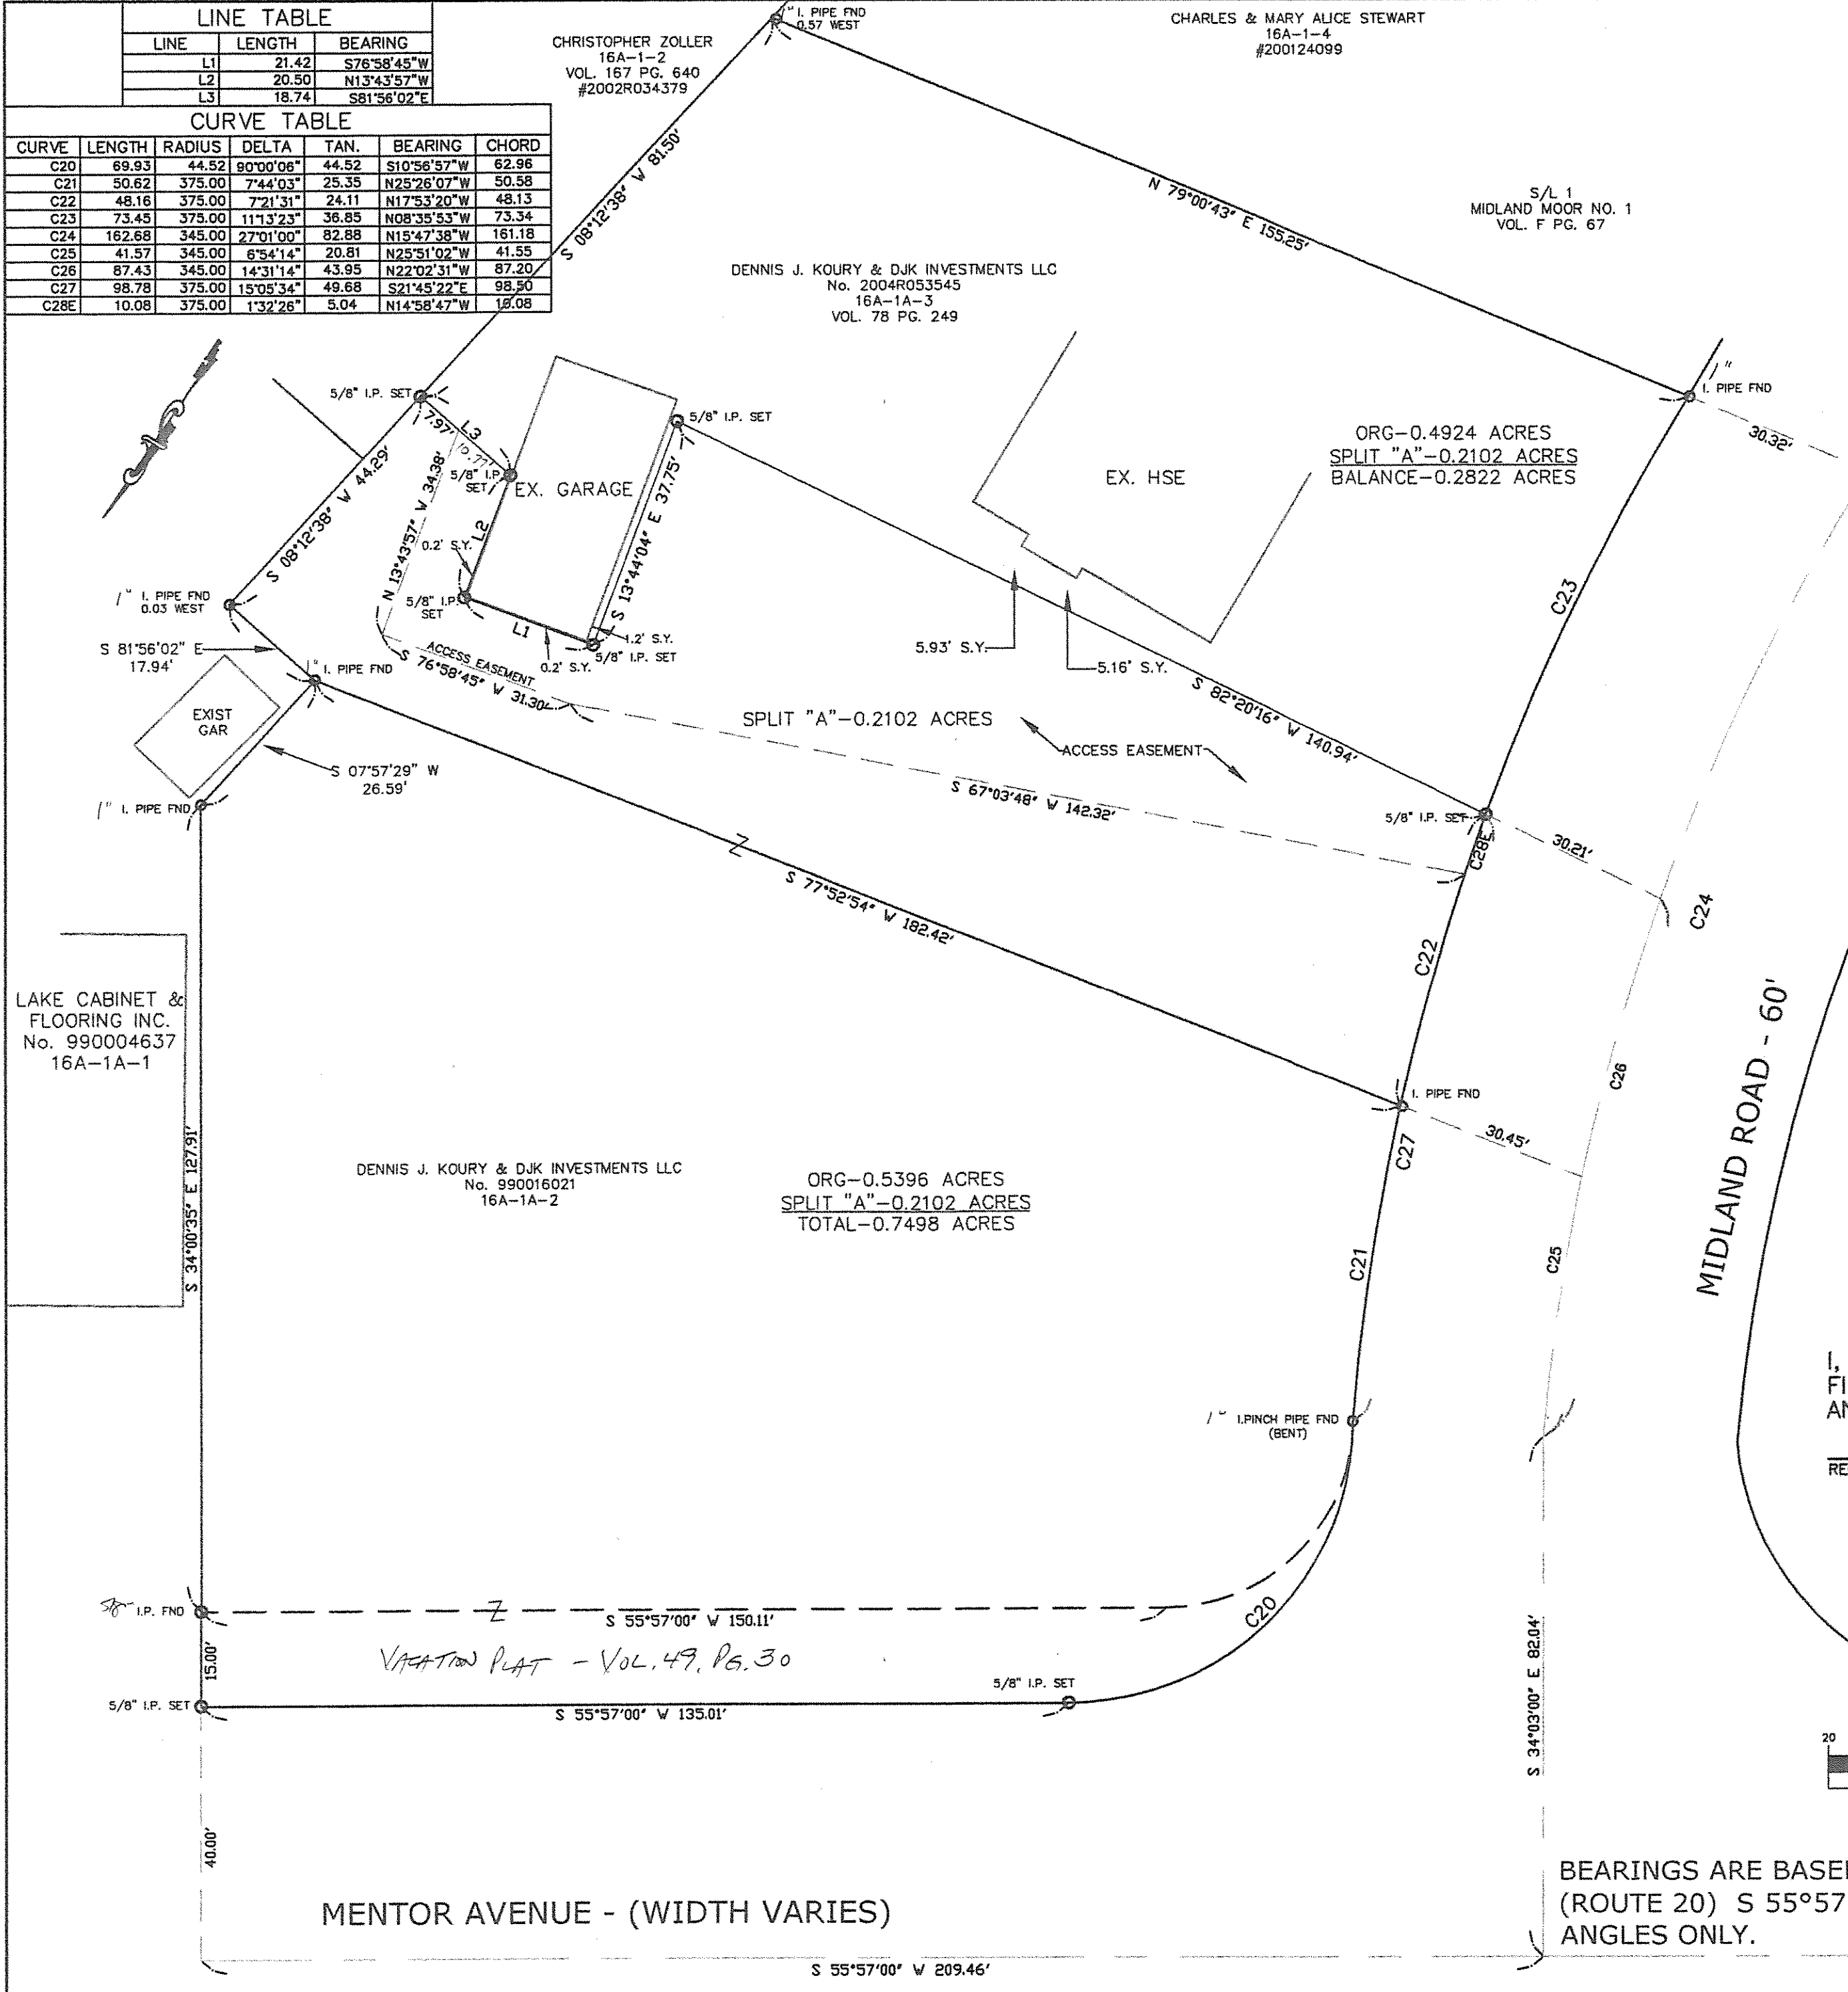 LINE TABLE
LINE LENGTH BEARING
L1 21.42 S76°58'45"W
L2 20.50 N13°43'57"W
L3 18.74 S81°56'02"E
CURVE TABLE
CURVE LENGTH RADIUS DELTA TAN. BEARING CHORD
C20 69.93 44.52 90°00'06" 44.52 S10°56'57"W 62.96
C21 50.62 375.00 7°44'03" 25.35 N25°26'07"W 50.58
C22 48.16 375.00 7°21'31" 24.11 N17°53'20"W 48.13
C23 73.45 375.00 11°13'23" 36.85 N08°35'53"W 73.34
C24 162.68 345.00 27°01'00" 82.88 N15°47'38"W 161.18
C25 41.57 345.00 6°54'14" 20.81 N25°51'02"W 41.55
C26 87.43 345.00 14°31'14" 43.95 N22°02'31"W 87.20
C27 98.78 375.00 15°05'34" 49.68 S21°45'22"E 98.50
C28E 10.08 375.00 1°32'26" 5.04 N14°58'47"W 10.08
1" I. PIPE FND
0.57 WEST
CHRISTOPHER ZOLLER
16A-1-2
VOL. 167 PG. 640
#2002R034379
CHARLES & MARY ALICE STEWART
16A-1-4
#200124099
S 08°12'38" W 81.50'
N 79°00'43" E 155.25'
S/L 1
MIDLAND MOOR NO. 1
VOL. F PG. 67
DENNIS J. KOURY & DJK INVESTMENTS LLC
No. 2004R053545
16A-1A-3
VOL. 78 PG. 249
1"
I. PIPE FND
30.32'
5/8" I.P. SET
7.97'
L3
10.77'
5/8" I.P. SET
5/8" I.P.
SET
EX. GARAGE
EX. HSE
ORG-0.4924 ACRES
SPLIT "A"-0.2102 ACRES
BALANCE-0.2822 ACRES
S 08°12'38" W 44.29'
N 13°43'57" W 34.38'
L2
0.2' S.Y.
S 13°44'04" E 37.75'
C23
1" I. PIPE FND
0.03 WEST
5/8" I.P.
SET
L1
1.2' S.Y.
0.2' S.Y.
5/8" I.P. SET
5.93' S.Y.
5.16' S.Y.
S 81°56'02" E
17.94'
1" I. PIPE FND
ACCESS EASEMENT
S 76°58'45" W 31.30'
EXIST
GAR
SPLIT "A"-0.2102 ACRES
S 82°20'16" W 140.94'
ACCESS EASEMENT
S 07°57'29" W
26.59'
S 67°03'48" W 142.32'
1" I. PIPE FND
5/8" I.P. SET
C28E
30.21'
Z
S 77°52'54" W 182.42'
C24
C22
LAKE CABINET &
FLOORING INC.
No. 990004637
16A-1A-1
C26
MIDLAND ROAD - 60'
I. PIPE FND
30.45'
C27
S 34°00'35" E 127.91'
DENNIS J. KOURY & DJK INVESTMENTS LLC
No. 990016021
16A-1A-2
ORG-0.5396 ACRES
SPLIT "A"-0.2102 ACRES
TOTAL-0.7498 ACRES
C21
C25
I,
FI
AN
1" I.PINCH PIPE FND
(BENT)
RE
5/8" I.P. FND
Z
S 55°57'00" W 150.11'
C20
15.00'
VACATION PLAT - VOL. 49, PG. 30
S 34°03'00" E 82.04'
5/8" I.P. SET
5/8" I.P. SET
S 55°57'00" W 135.01'
20
40.00'
BEARINGS ARE BASE
(ROUTE 20) S 55°57
ANGLES ONLY.
MENTOR AVENUE - (WIDTH VARIES)
S 55°57'00" W 209.46'